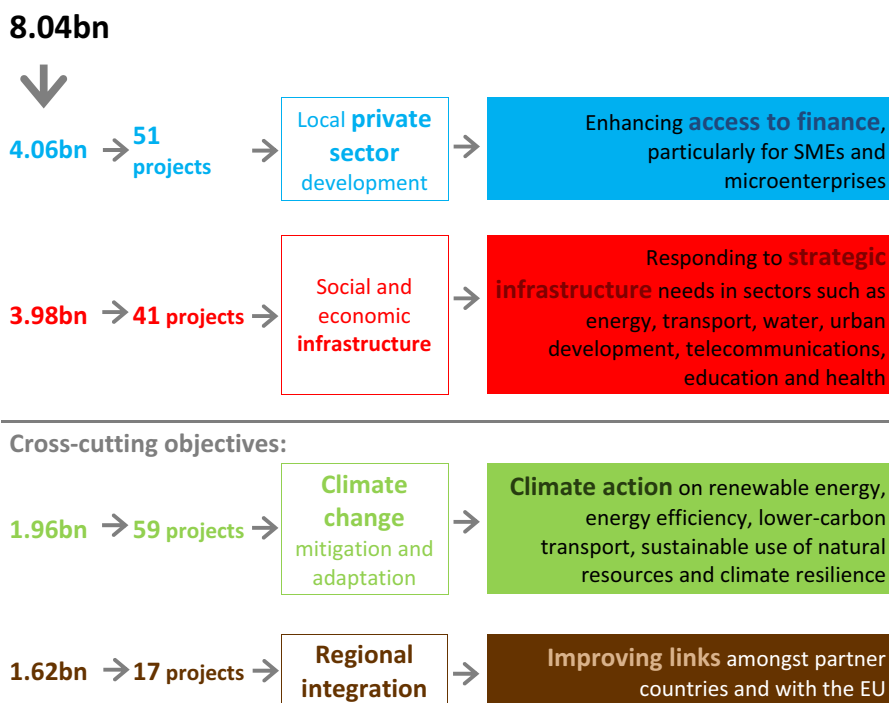 8.04bn
4.06bn
51
projects
Local private
sector
development
Enhancing access to finance,
particularly for SMEs and
microenterprises
3.98bn
41 projects
Social and
economic
infrastructure
Responding to strategic
infrastructure needs in sectors such as
energy, transport, water, urban
development, telecommunications,
education and health
Cross-cutting objectives:
1.96bn
59 projects
Climate
change
mitigation and
adaptation
Climate action on renewable energy,
energy efficiency, lower-carbon
transport, sustainable use of natural
resources and climate resilience
1.62bn
17 projects
Regional
integration
Improving links amongst partner
countries and with the EU